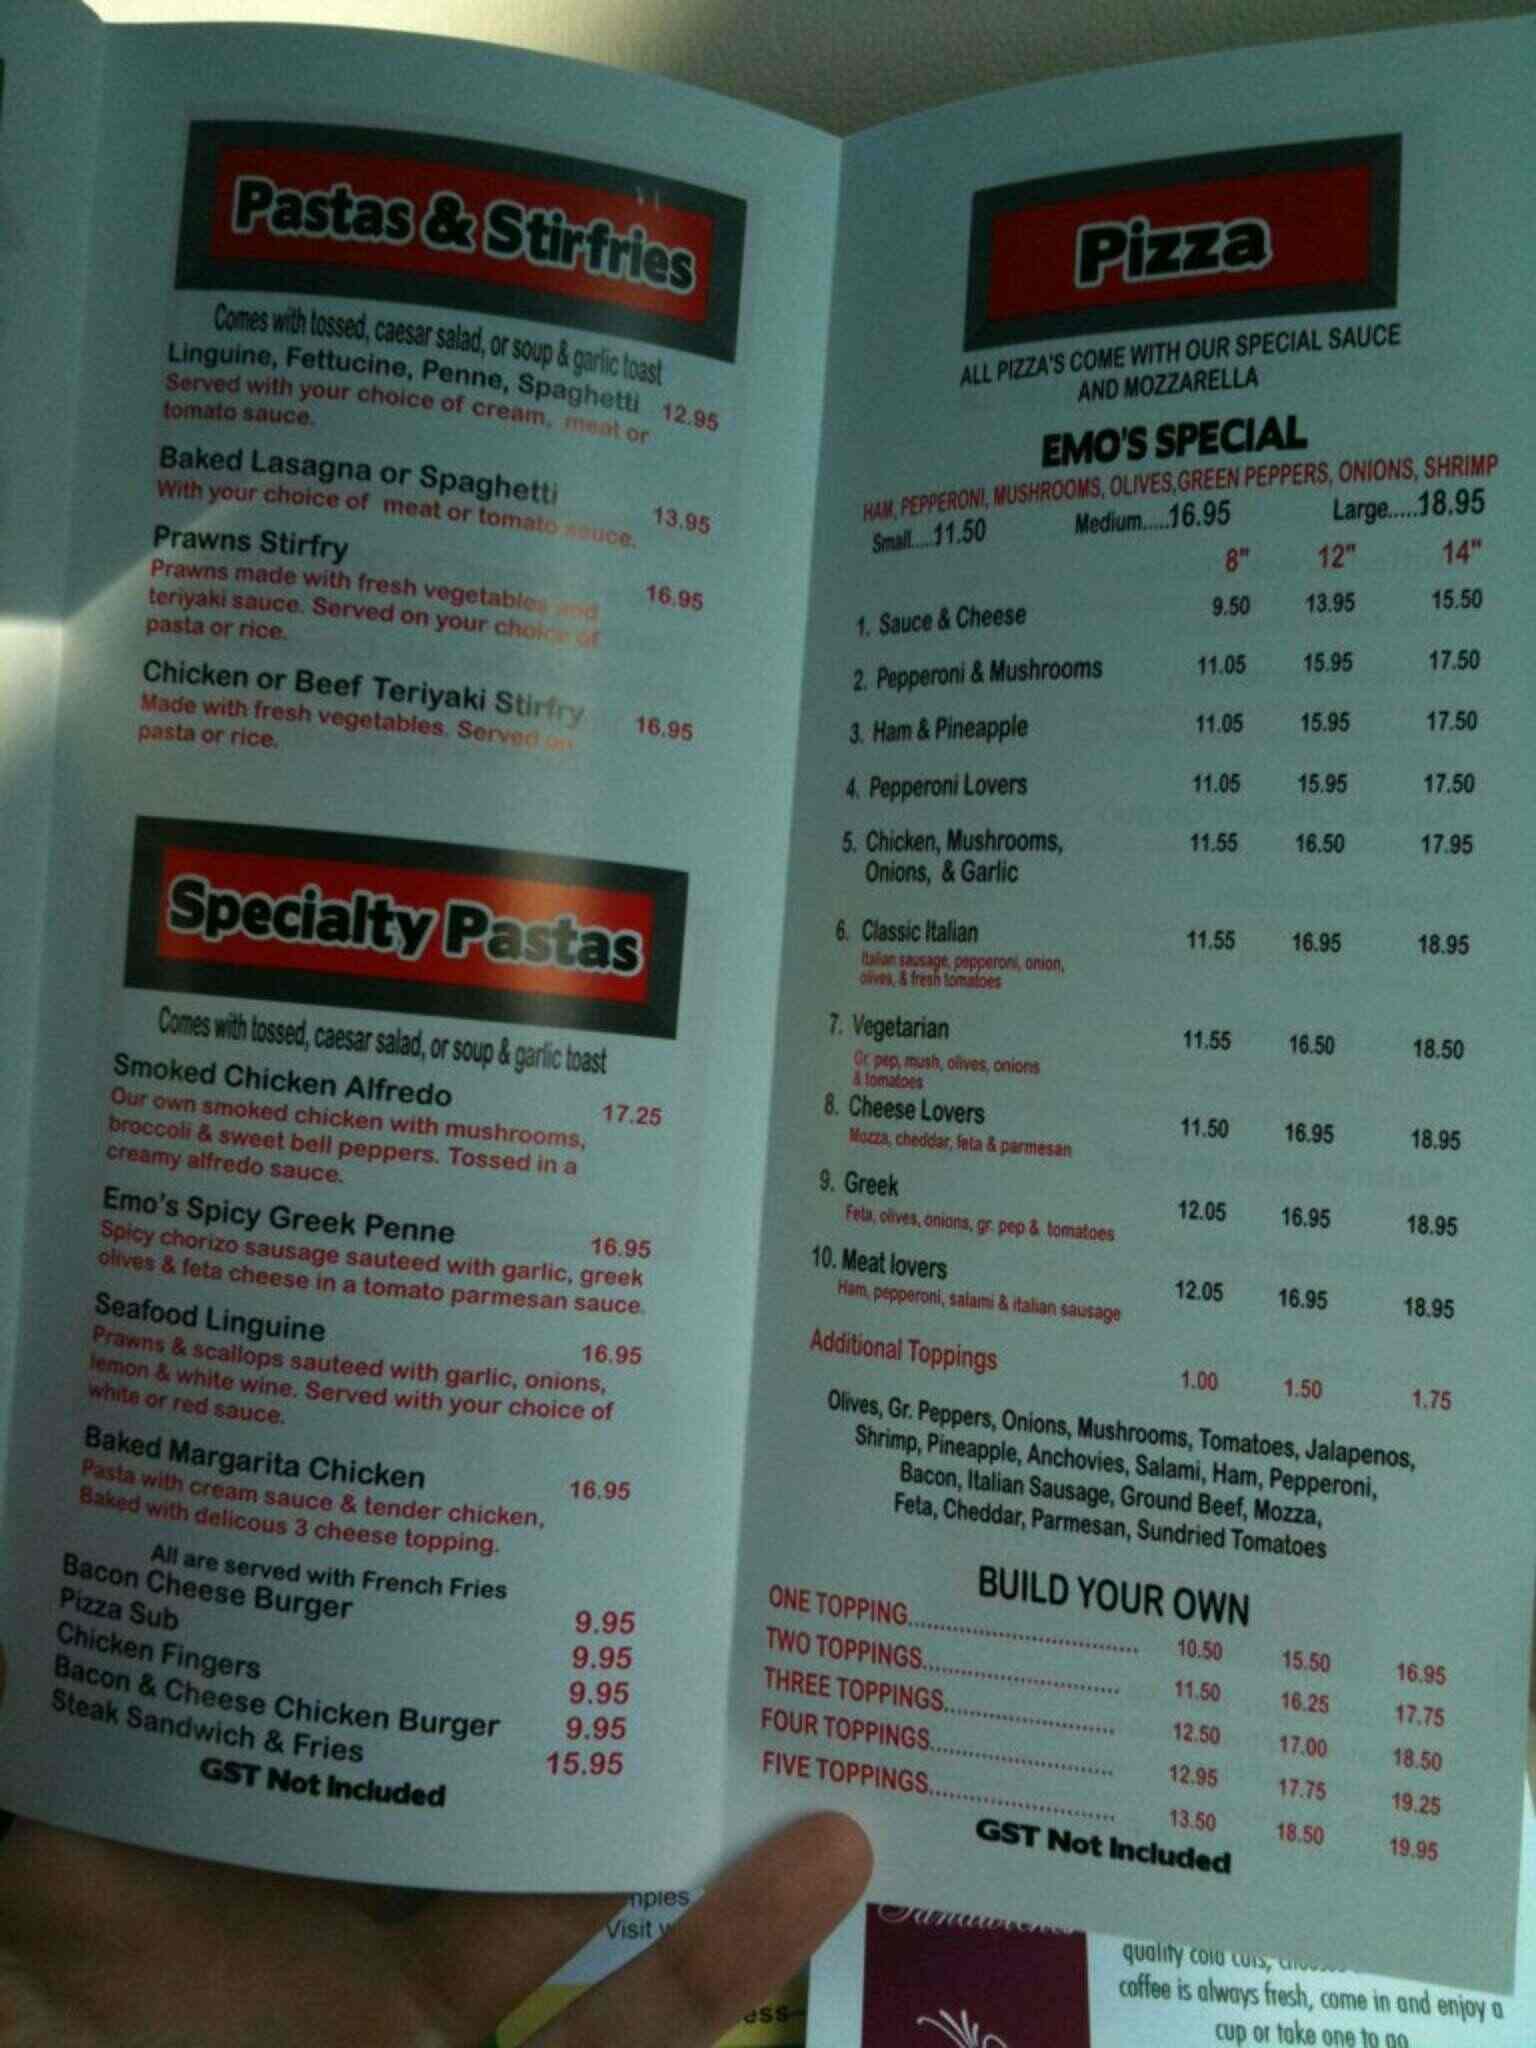 Pastas & Stirfries
Comes with tossed, caesar salad, or soup & garlic toast
Linguine, Fettucine, Penne, Spaghetti 12.95
Served with your choice of cream, meat or
tomato sauce.
Baked Lasagna or Spaghetti 13.95
With your choice of meat or tomato sauce.
Prawns Stirfry 16.95
Prawns made with fresh vegetables and
teriyaki sauce. Served on your choice of
pasta or rice.
Chicken or Beef Teriyaki Stirfry 16.95
Made with fresh vegetables. Served on
pasta or rice.
Specialty Pastas
Comes with tossed, caesar salad, or soup & garlic toast
Smoked Chicken Alfredo 17.25
Our own smoked chicken with mushrooms,
broccoli & sweet bell peppers. Tossed in a
creamy alfredo sauce.
Emo's Spicy Greek Penne 16.95
Spicy chorizo sausage sauteed with garlic, greek
olives & feta cheese in a tomato parmesan sauce.
Seafood Linguine 16.95
Prawns & scallops sauteed with garlic, onions,
lemon & white wine. Served with your choice of
white or red sauce.
Baked Margarita Chicken 16.95
Pasta with cream sauce & tender chicken,
Baked with delicous 3 cheese topping.
All are served with French Fries
Bacon Cheese Burger 9.95
Pizza Sub 9.95
Chicken Fingers 9.95
Bacon & Cheese Chicken Burger 9.95
Steak Sandwich & Fries 15.95
GST Not Included
Pizza
ALL PIZZA'S COME WITH OUR SPECIAL SAUCE
AND MOZZARELLA
EMO'S SPECIAL
HAM, PEPPERONI, MUSHROOMS, OLIVES, GREEN PEPPERS, ONIONS, SHRIMP
Small....11.50 Medium.....16.95 Large.....18.95
8" 12" 14"
1. Sauce & Cheese 9.50 13.95 15.50
2. Pepperoni & Mushrooms 11.05 15.95 17.50
3. Ham & Pineapple 11.05 15.95 17.50
4. Pepperoni Lovers 11.05 15.95 17.50
5. Chicken, Mushrooms, 11.55 16.50 17.95
Onions, & Garlic
6. Classic Italian 11.55 16.95 18.95
Italian sausage, pepperoni, onion,
olives, & fresh tomatoes
7. Vegetarian 11.55 16.50 18.50
Gr. pep, mush, olives, onions
& tomatoes
8. Cheese Lovers 11.50 16.95 18.95
Mozza, cheddar, feta & parmesan
9. Greek 12.05 16.95 18.95
Feta, olives, onions, gr. pep & tomatoes
10. Meat lovers 12.05 16.95 18.95
Ham, pepperoni, salami & italian sausage
Additional Toppings 1.00 1.50 1.75
Olives, Gr. Peppers, Onions, Mushrooms, Tomatoes, Jalapenos,
Shrimp, Pineapple, Anchovies, Salami, Ham, Pepperoni,
Bacon, Italian Sausage, Ground Beef, Mozza,
Feta, Cheddar, Parmesan, Sundried Tomatoes
BUILD YOUR OWN
ONE TOPPING................................ 10.50 15.50 16.95
TWO TOPPINGS........................... 11.50 16.25 17.75
THREE TOPPINGS........................ 12.50 17.00 18.50
FOUR TOPPINGS.......................... 12.95 17.75 19.25
FIVE TOPPINGS.......................... 13.50 18.50 19.95
GST Not Included
Visit
quality cold cuts,
coffee is always fresh, come in and enjoy a
cup or take one to go